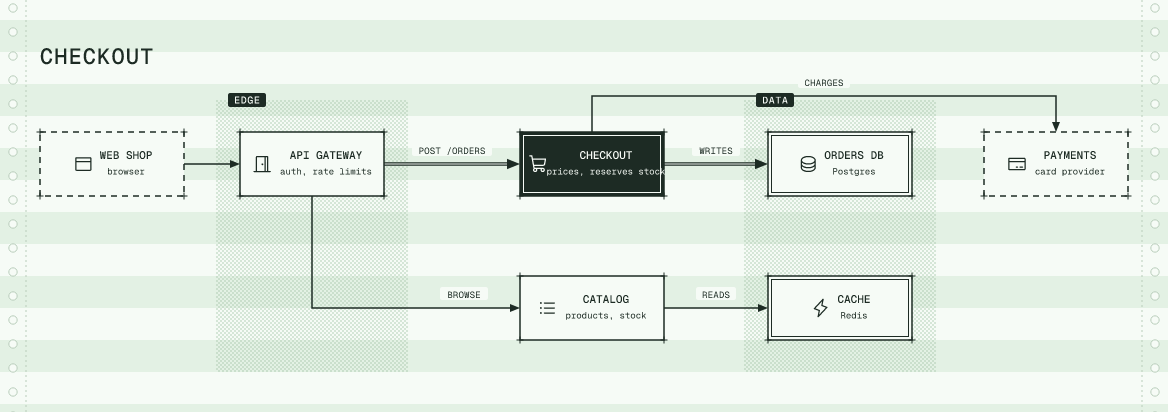 CHECKOUT
CHARGES
EDGE
DATA
WEB SHOP
browser
API GATEWAY
auth, rate limits
POST /ORDERS
CHECKOUT
prices, reserves stock
WRITES
ORDERS DB
Postgres
PAYMENTS
card provider
BROWSE
CATALOG
products, stock
READS
CACHE
Redis